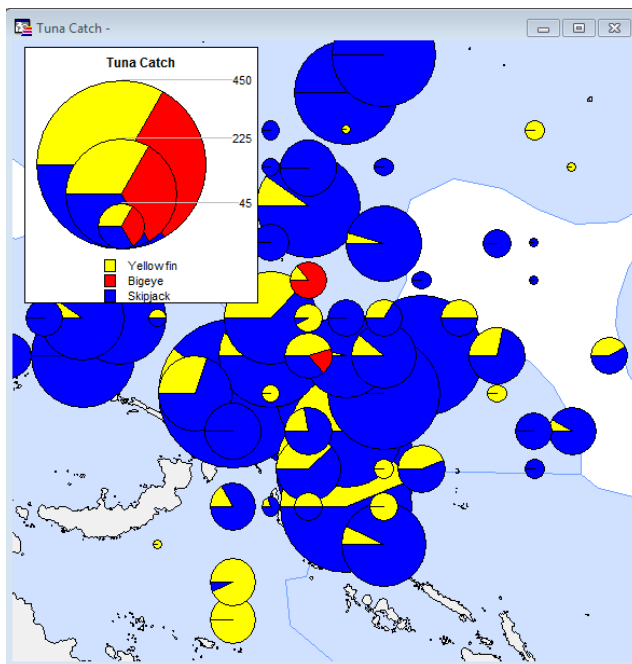 Tuna Catch -
Tuna Catch
450
225
45
Yellowfin
Bigeye
Skipjack